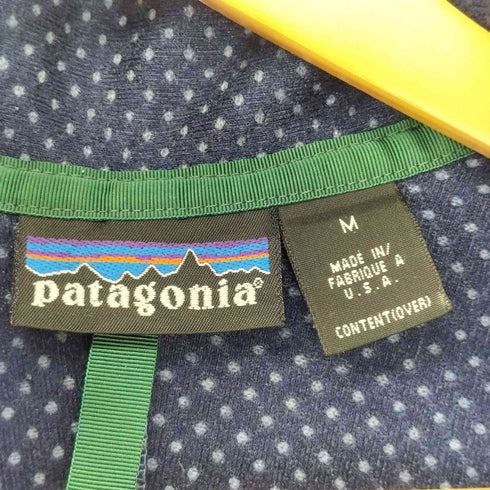 patagonia®
M
MADE IN/
FABRIQUE A
U.S.A.
CONTENT(OVER)